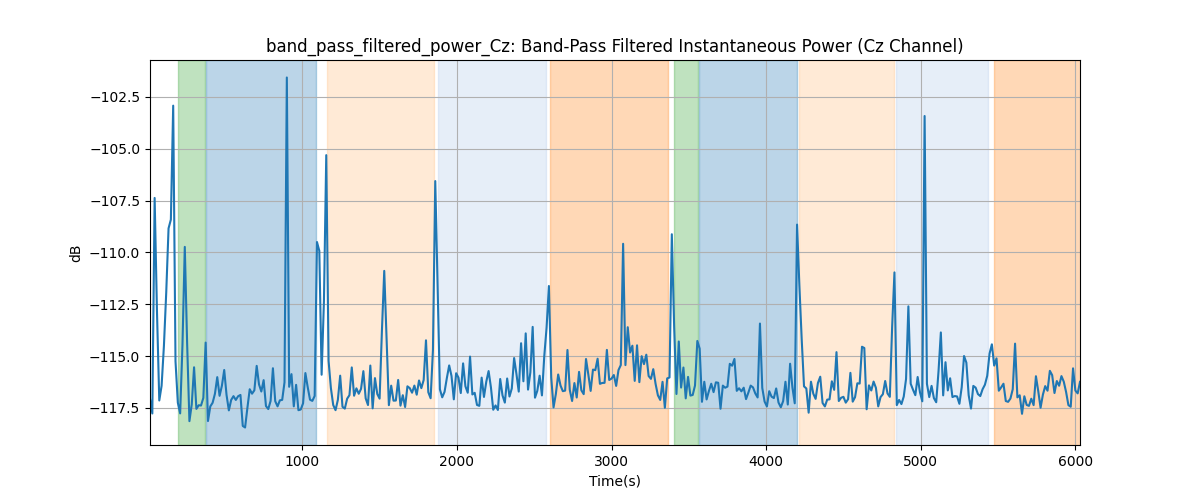 band_pass_filtered_power_Cz: Band-Pass Filtered Instantaneous Power (Cz Channel)
−102.5
−105.0
−107.5
−110.0
−112.5
−115.0
−117.5
dB
1000 2000 3000 4000 5000 6000
Time(s)